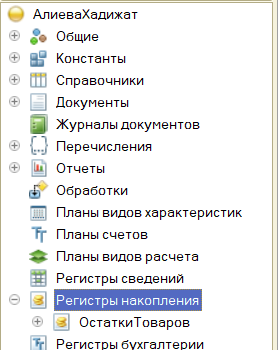 АлиеваХадижат
Общие
Константы
Справочники
Документы
Журналы документов
Перечисления
Отчеты
Обработки
Планы видов характеристик
Планы счетов
Планы видов расчета
Регистры сведений
Регистры накопления
ОстаткиТоваров
Регистры бухгалтерии